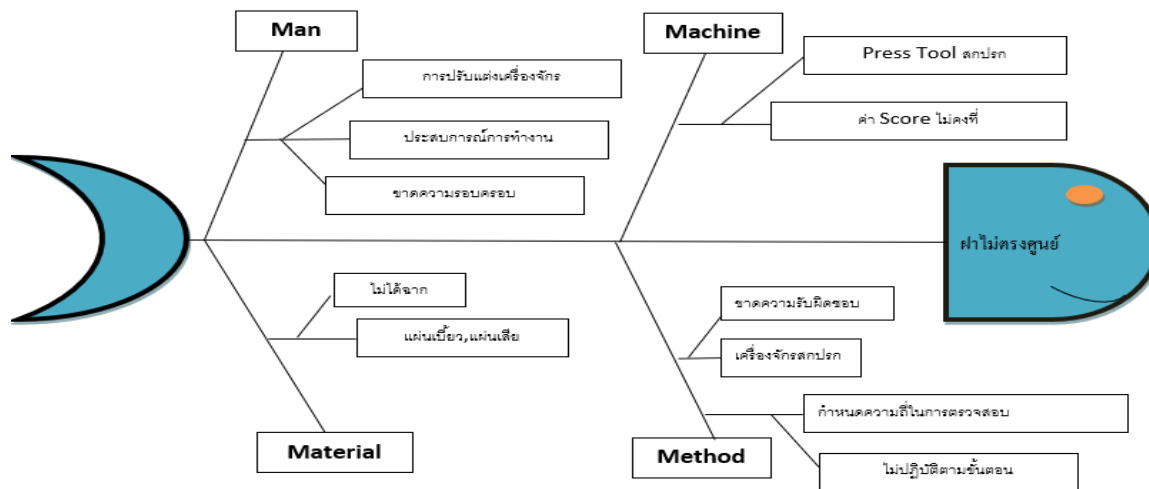 Man
Machine
การปรับแต่งเครื่องจักร
ประสบการณ์การทำงาน
ขาดความรอบครอบ
Press Tool สกปรก
ค่า Score ไม่คงที่
ฝาไม่ตรงศูนย์
ไม่ได้ฉาก
แผ่นเบี้ยว,แผ่นเสีย
ขาดความรับผิดชอบ
เครื่องจักรสกปรก
กำหนดความถี่ในการตรวจสอบ
ไม่ปฏิบัติตามขั้นตอน
Material
Method